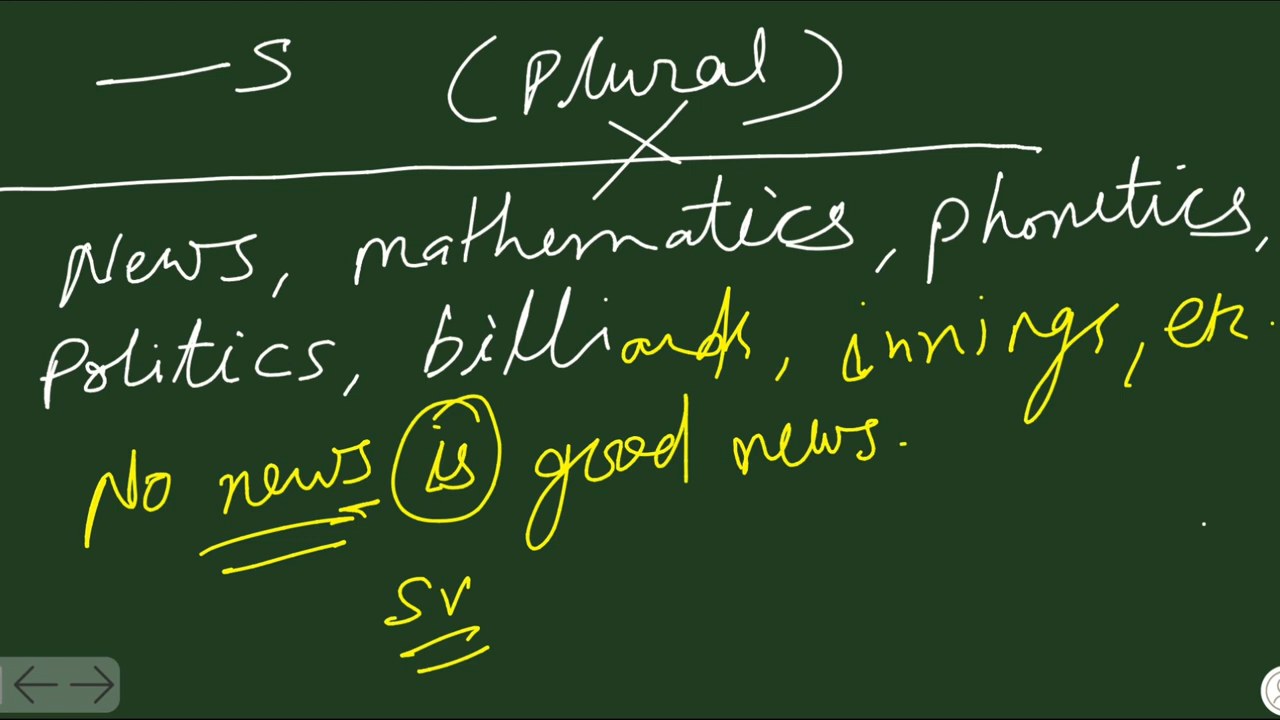 —S (Plural)
News, mathematics, phonetics,
Politics, billiards, innings, etc.
No news is good news.
SV